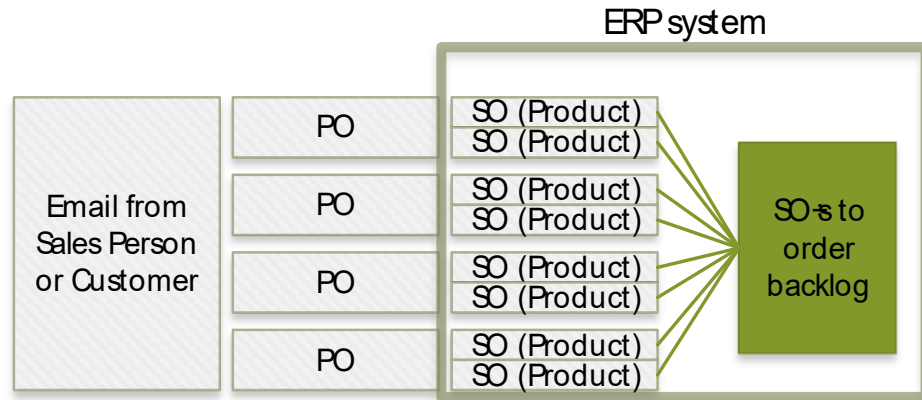 ERP system
Email from
Sales Person
or Customer
PO
SO (Product)
SO (Product)
PO
SO (Product)
SO (Product)
PO
SO (Product)
SO (Product)
PO
SO (Product)
SO (Product)
SO-s to
order
backlog